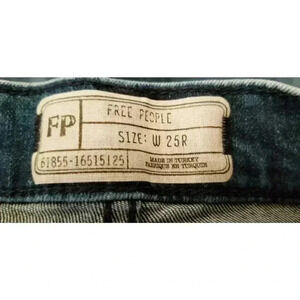 FP
FREE PEOPLE
SIZE: W 25R
61855-16515125
MADE IN TURKEY
FABRIQUE EN TURQUIE